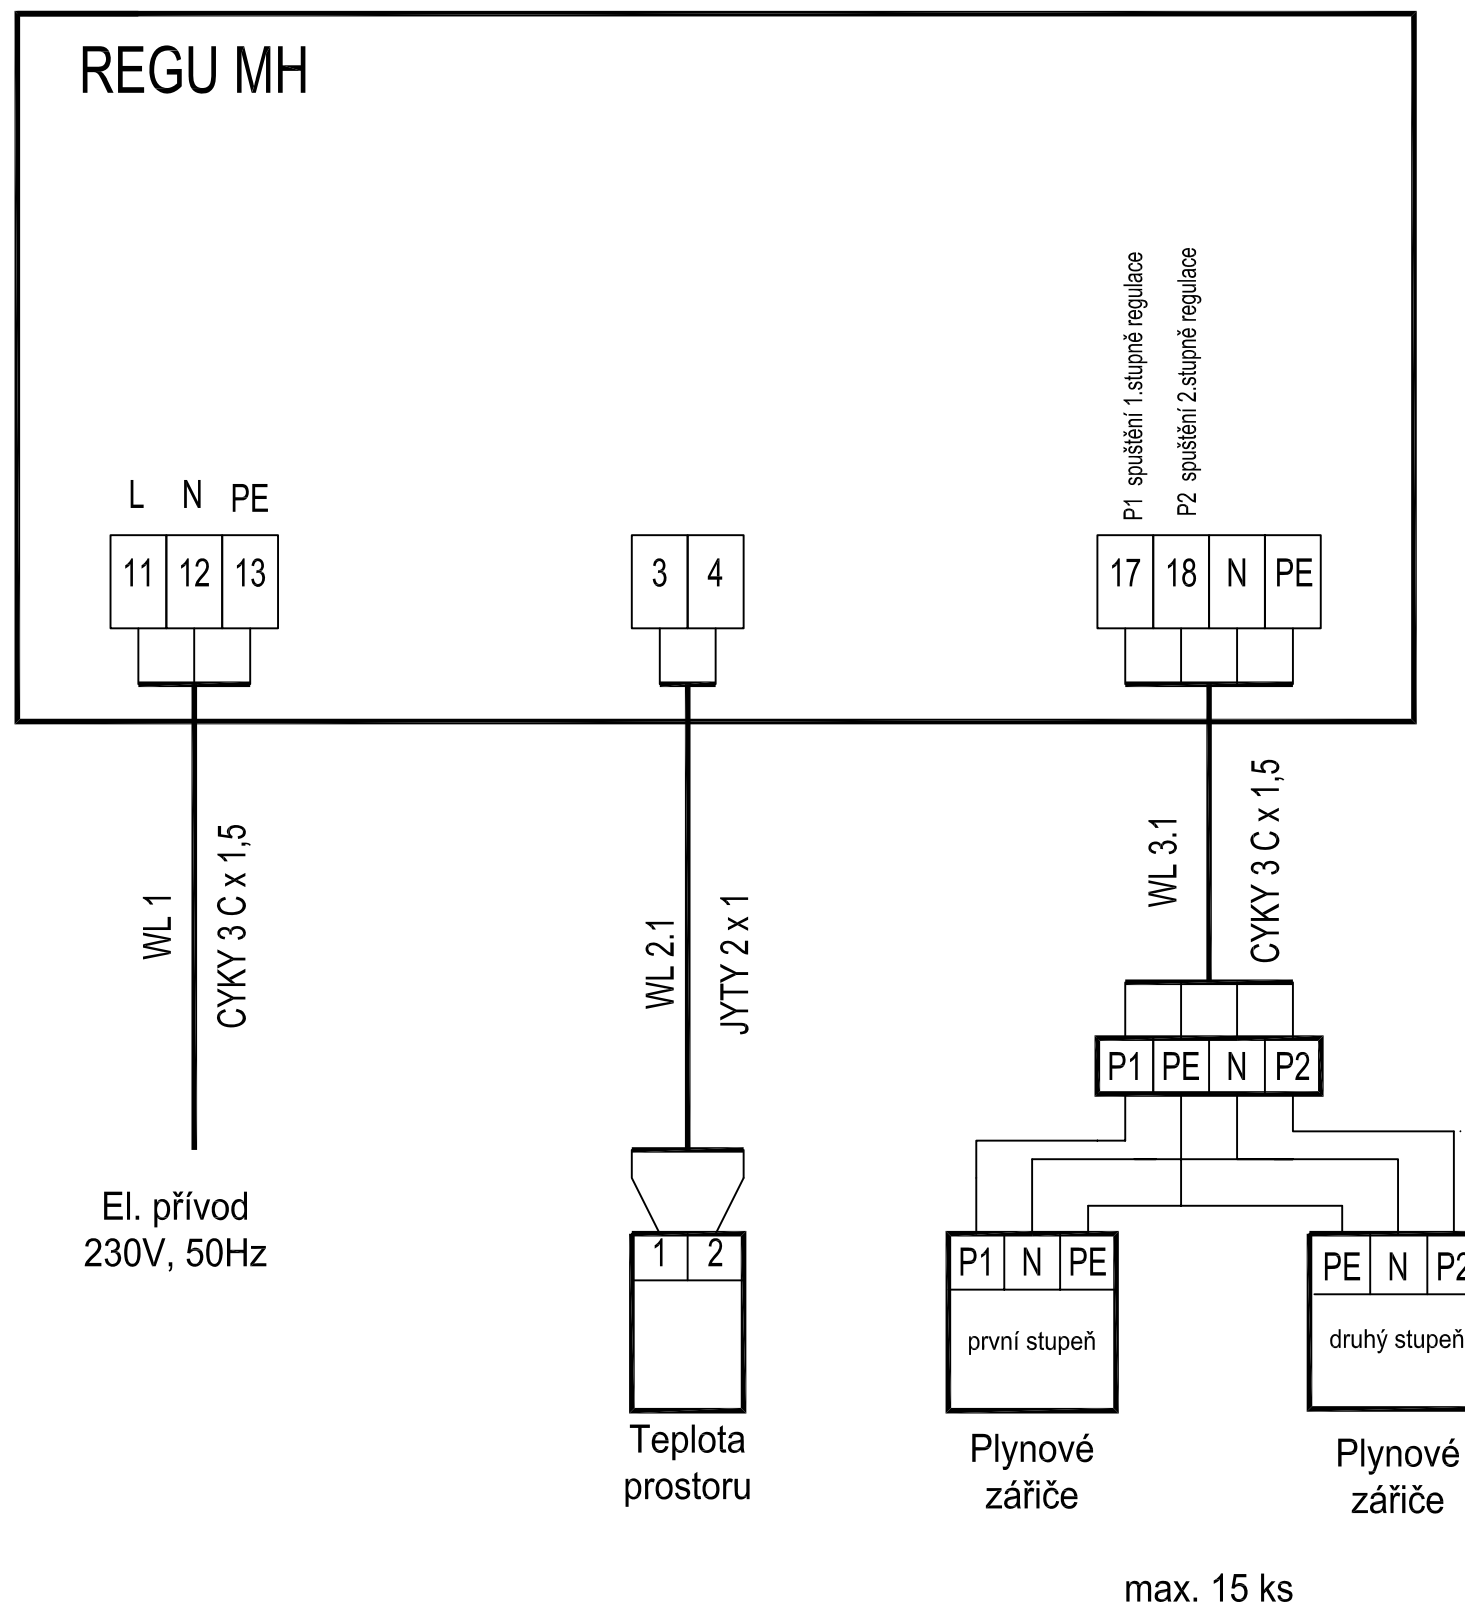 REGU MH
P1 spuštění 1.stupně regulace
P2 spuštění 2.stupně regulace
L N PE
11 12 13
3 4
17 18 N PE
WL 1
CYKY 3 C x 1,5
WL 2.1
JYTY 2 x 1
WL 3.1
CYKY 3 C x 1,5
P1 PE N P2
El. přívod
230V, 50Hz
1 2
P1 N PE
PE N P2
první stupeň
druhý stupeň
Teplota
prostoru
Plynové
zářiče
Plynové
zářiče
max. 15 ks